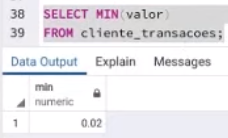 38 SELECT MIN(valor)
39 FROM cliente_transacoes;
Data Output Explain Messages
min
numeric
1 0.02